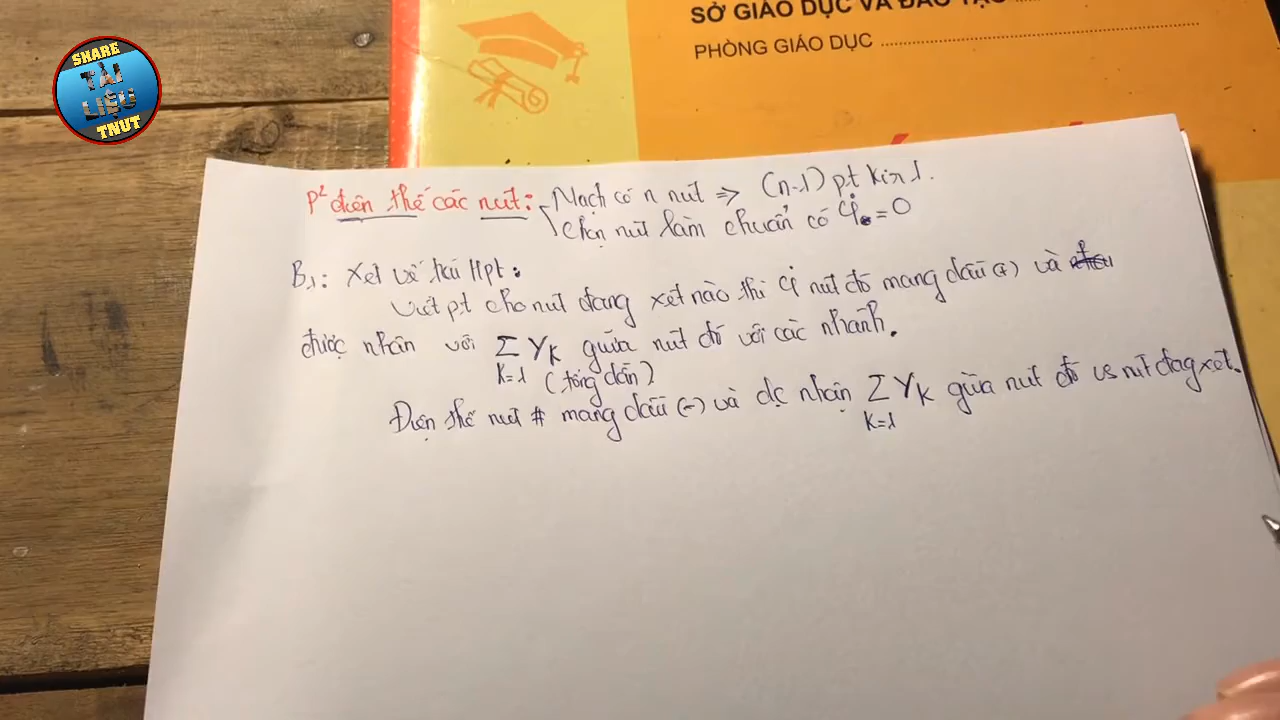 SHARE
TÀI
LIỆU
TNUT
SỞ GIÁO DỤC VÀ ĐÀO TẠO
PHÒNG GIÁO DỤC
P² điện thế các nút: Mạch có n nút => (n-1) pt Kir 1.
Chọn nút làm chuẩn có φ̇ = 0
B1: Xét vế trái Hpt:
Viết pt cho nút đang xét nào thì φ̇ nút đó mang dấu (+) và
được nhân với Σ YK giữa nút đó với các nhánh.
K=1 (tổng dẫn)
Điện thế nút # mang dấu (-) và đc nhận Σ YK giữa nút đó vs nút đag xét.
K=1